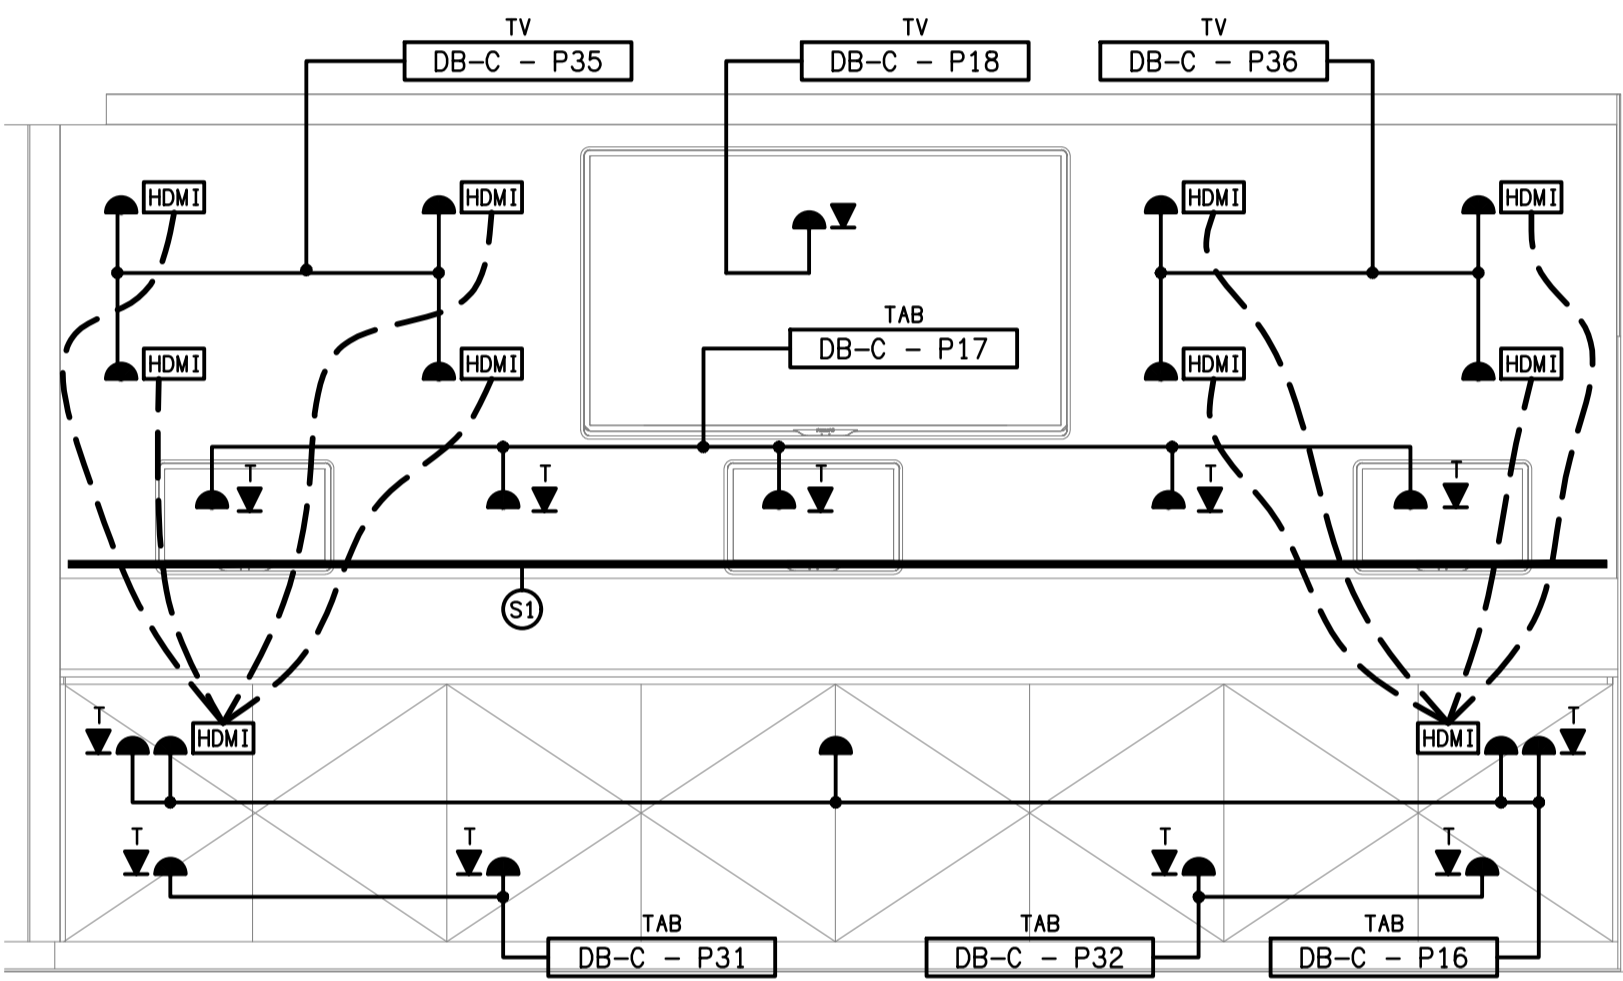 TV TV TV
DB-C - P35 DB-C - P18 DB-C - P36
HDMI HDMI HDMI HDMI
TAB
DB-C - P17
HDMI HDMI HDMI HDMI
T T T T T
S1
T HDMI HDMI T
T T T T
TAB TAB TAB
DB-C - P31 DB-C - P32 DB-C - P16